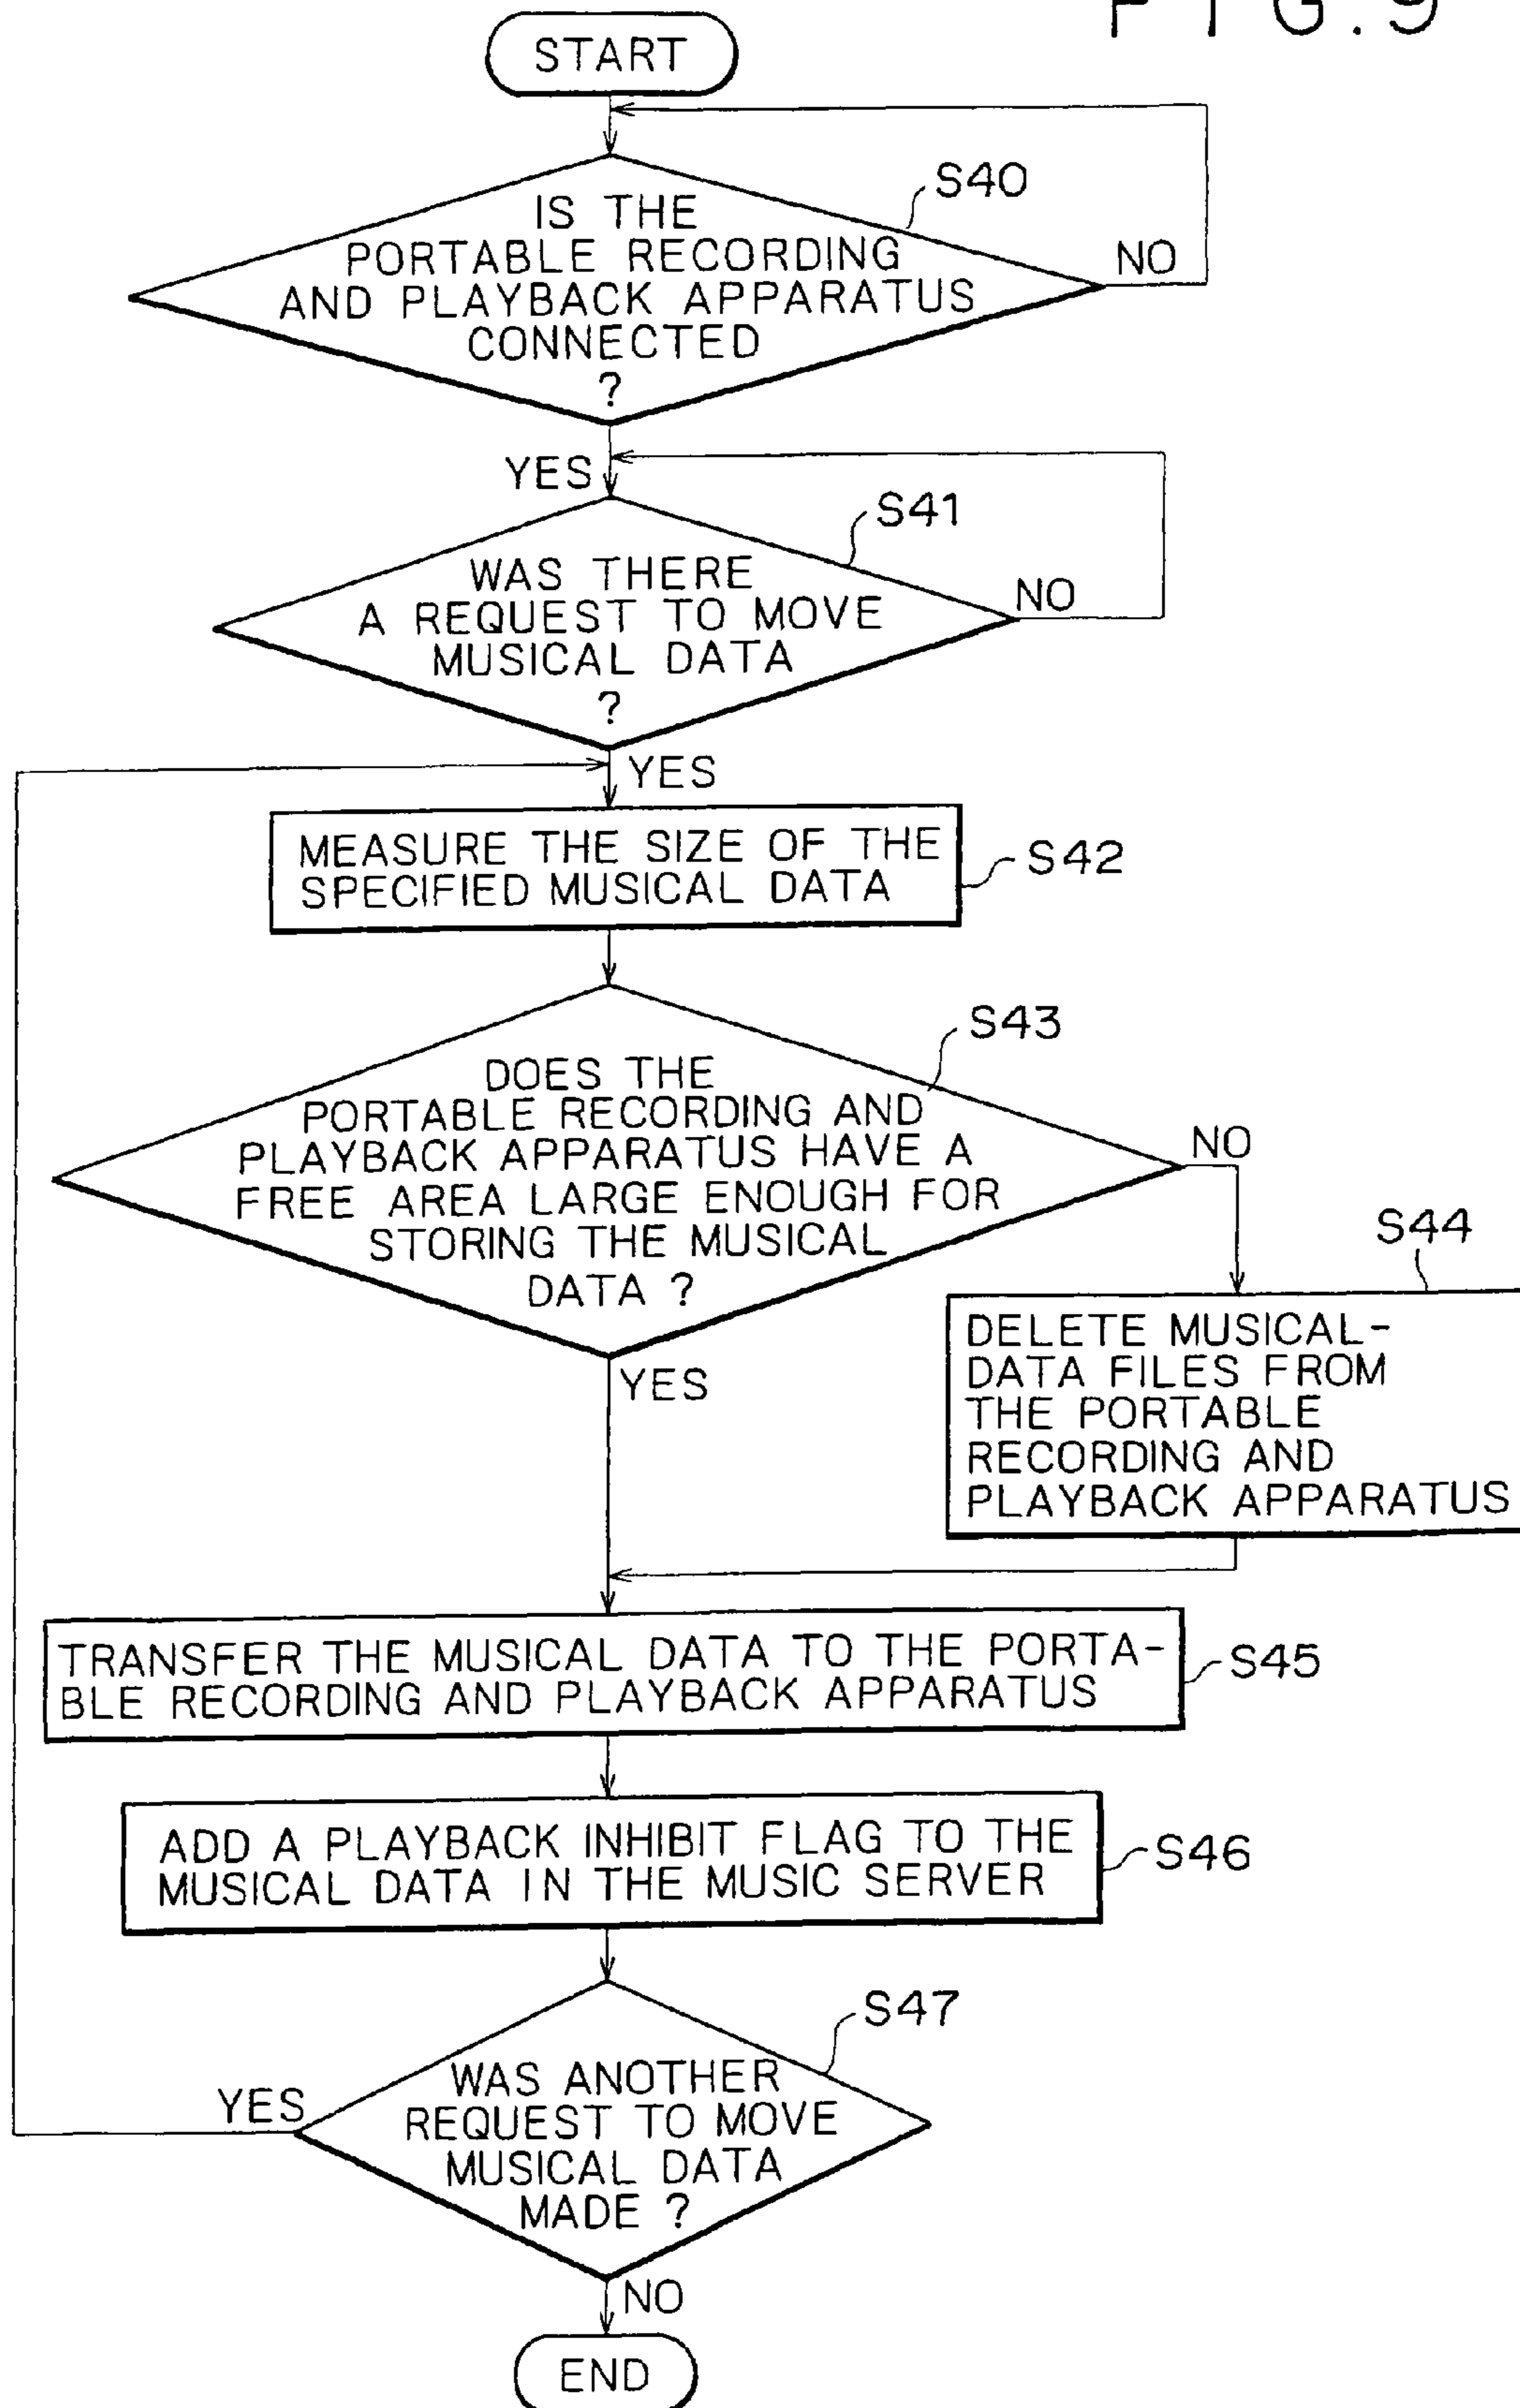 FIG.9
START
S40
IS THE
PORTABLE RECORDING
AND PLAYBACK APPARATUS
CONNECTED
?
NO
YES
S41
WAS THERE
A REQUEST TO MOVE
MUSICAL DATA
?
NO
YES
MEASURE THE SIZE OF THE
SPECIFIED MUSICAL DATA
S42
S43
DOES THE
PORTABLE RECORDING AND
PLAYBACK APPARATUS HAVE A
FREE AREA LARGE ENOUGH FOR
STORING THE MUSICAL
DATA ?
NO
YES
S44
DELETE MUSICAL-
DATA FILES FROM
THE PORTABLE
RECORDING AND
PLAYBACK APPARATUS
TRANSFER THE MUSICAL DATA TO THE PORTA-
BLE RECORDING AND PLAYBACK APPARATUS
S45
ADD A PLAYBACK INHIBIT FLAG TO THE
MUSICAL DATA IN THE MUSIC SERVER
S46
S47
WAS ANOTHER
REQUEST TO MOVE
MUSICAL DATA
MADE ?
YES
NO
END